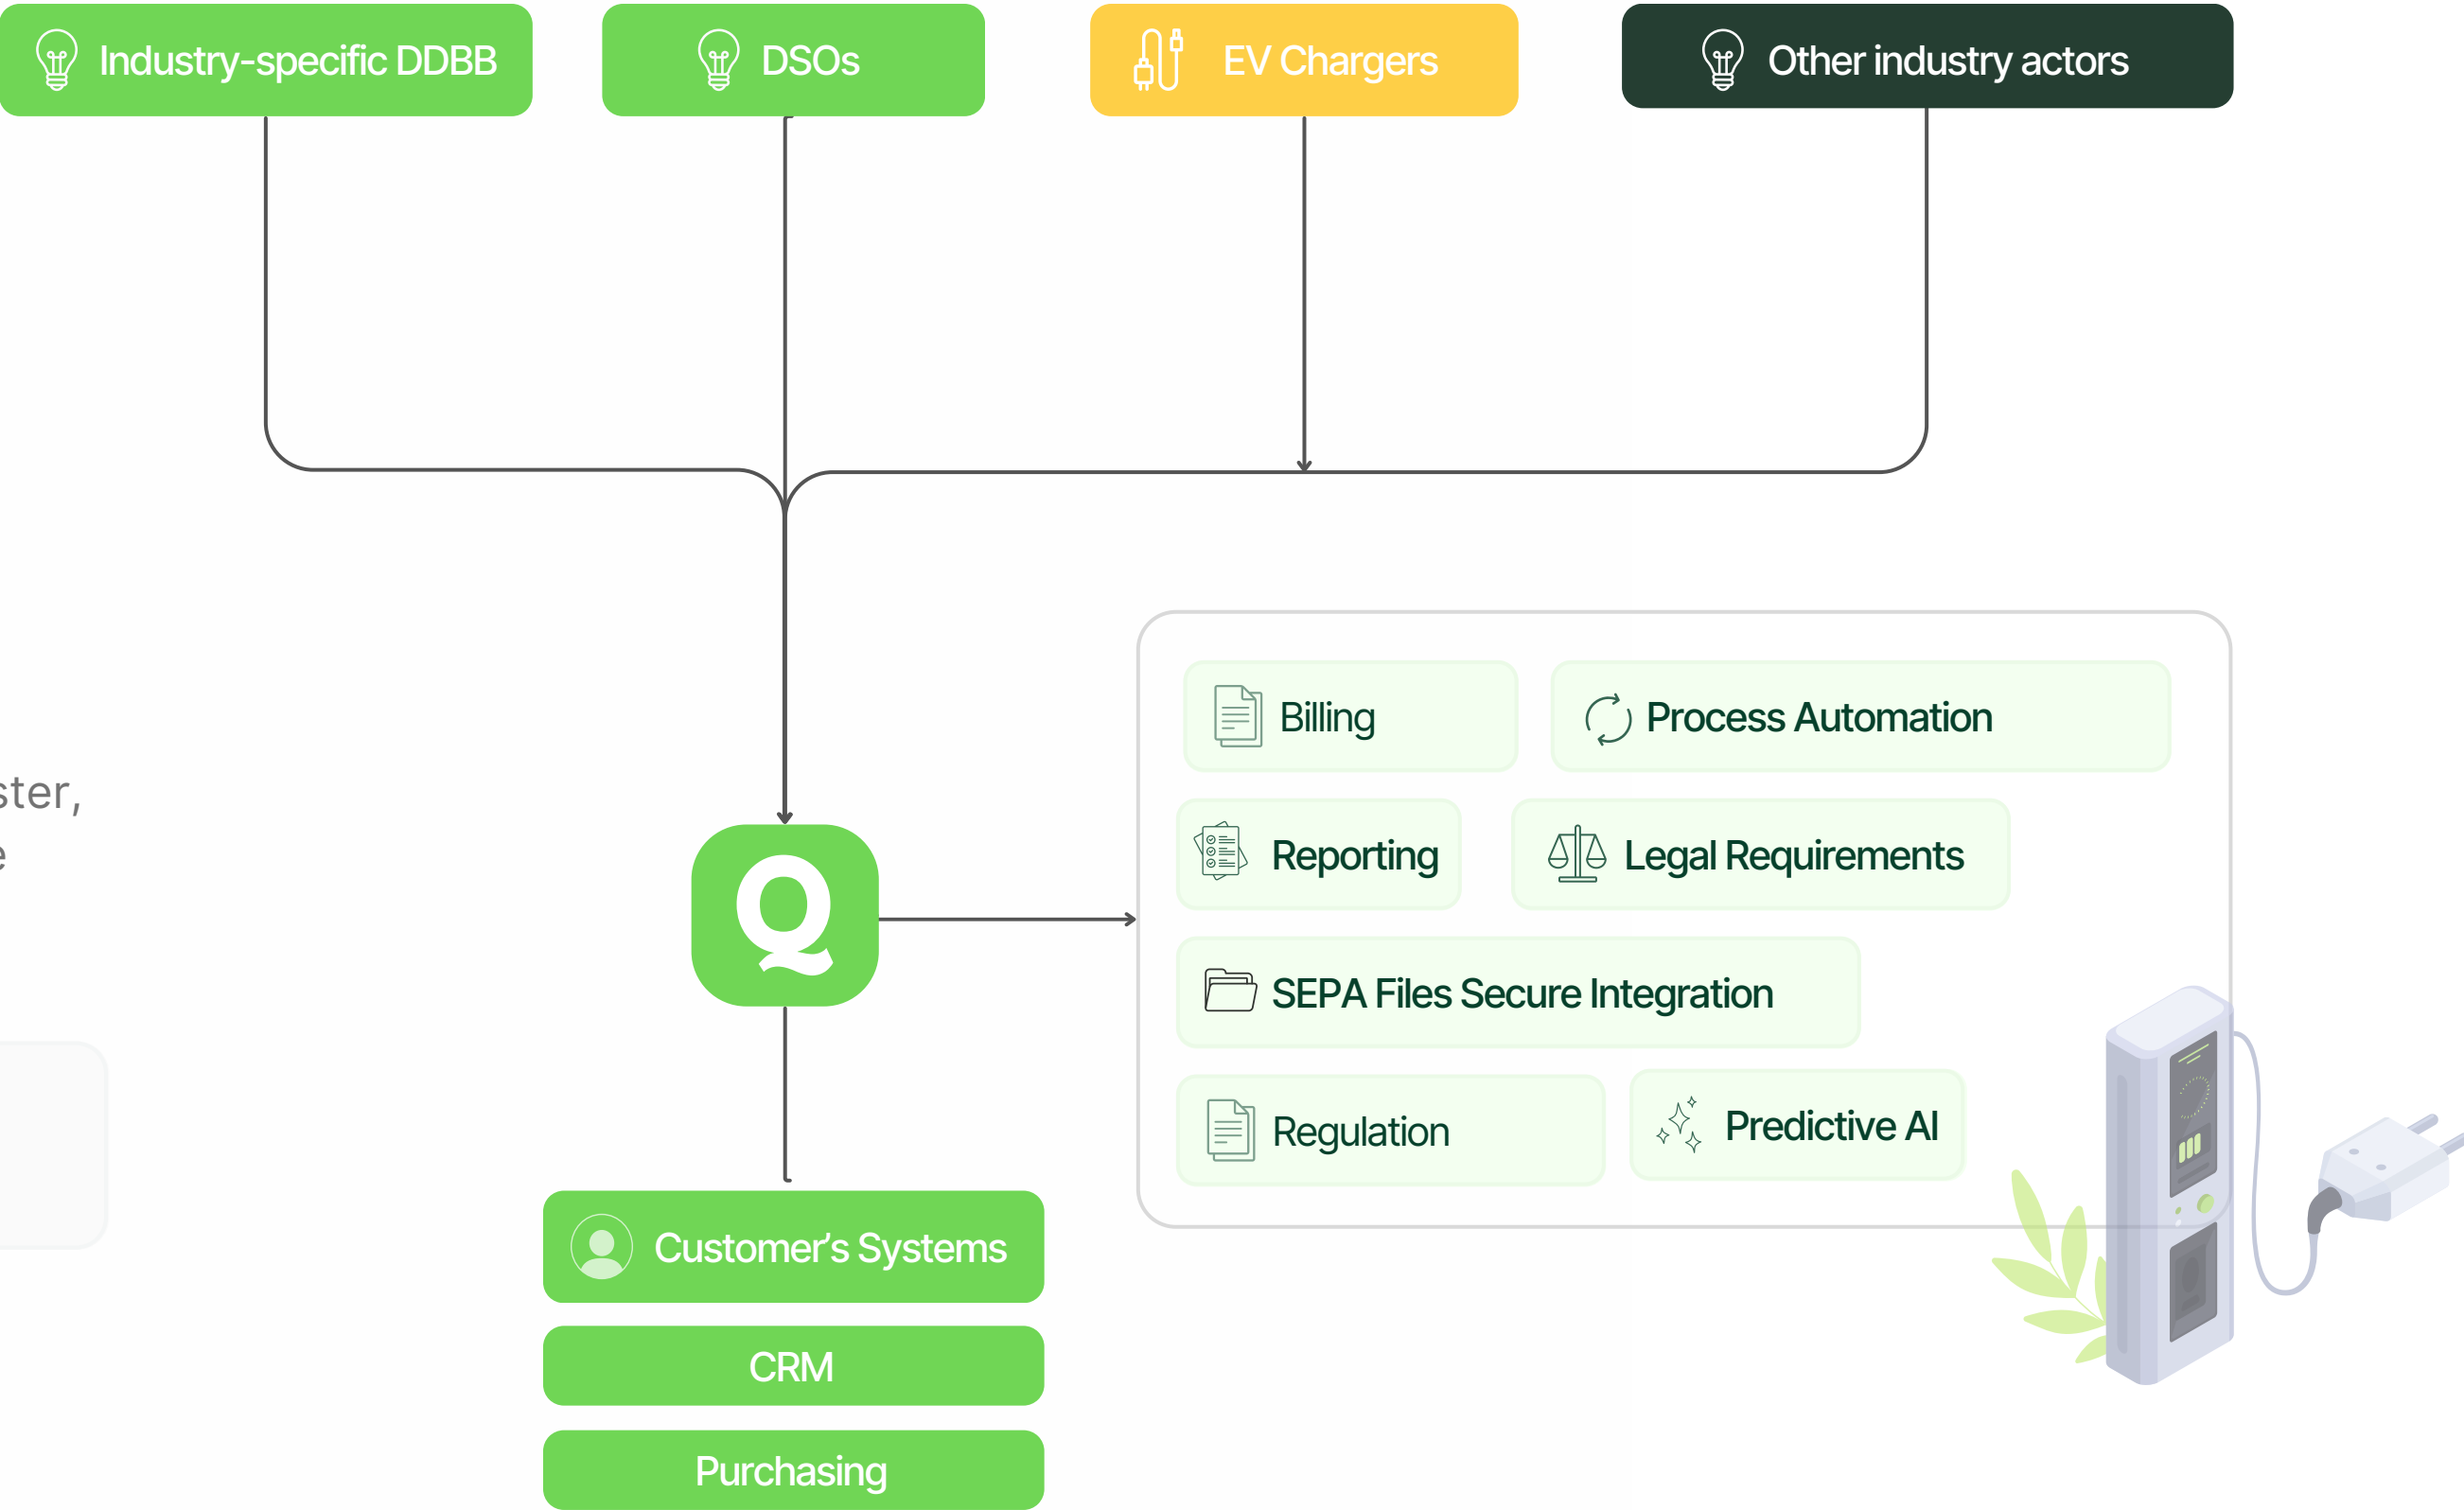 Industry-specific DDBB
DSOs
EV Chargers
Other industry actors
Billing
Process Automation
ster,
e
Reporting
Legal Requirements
Q
SEPA Files Secure Integration
Regulation
Predictive AI
Customer's Systems
CRM
Purchasing